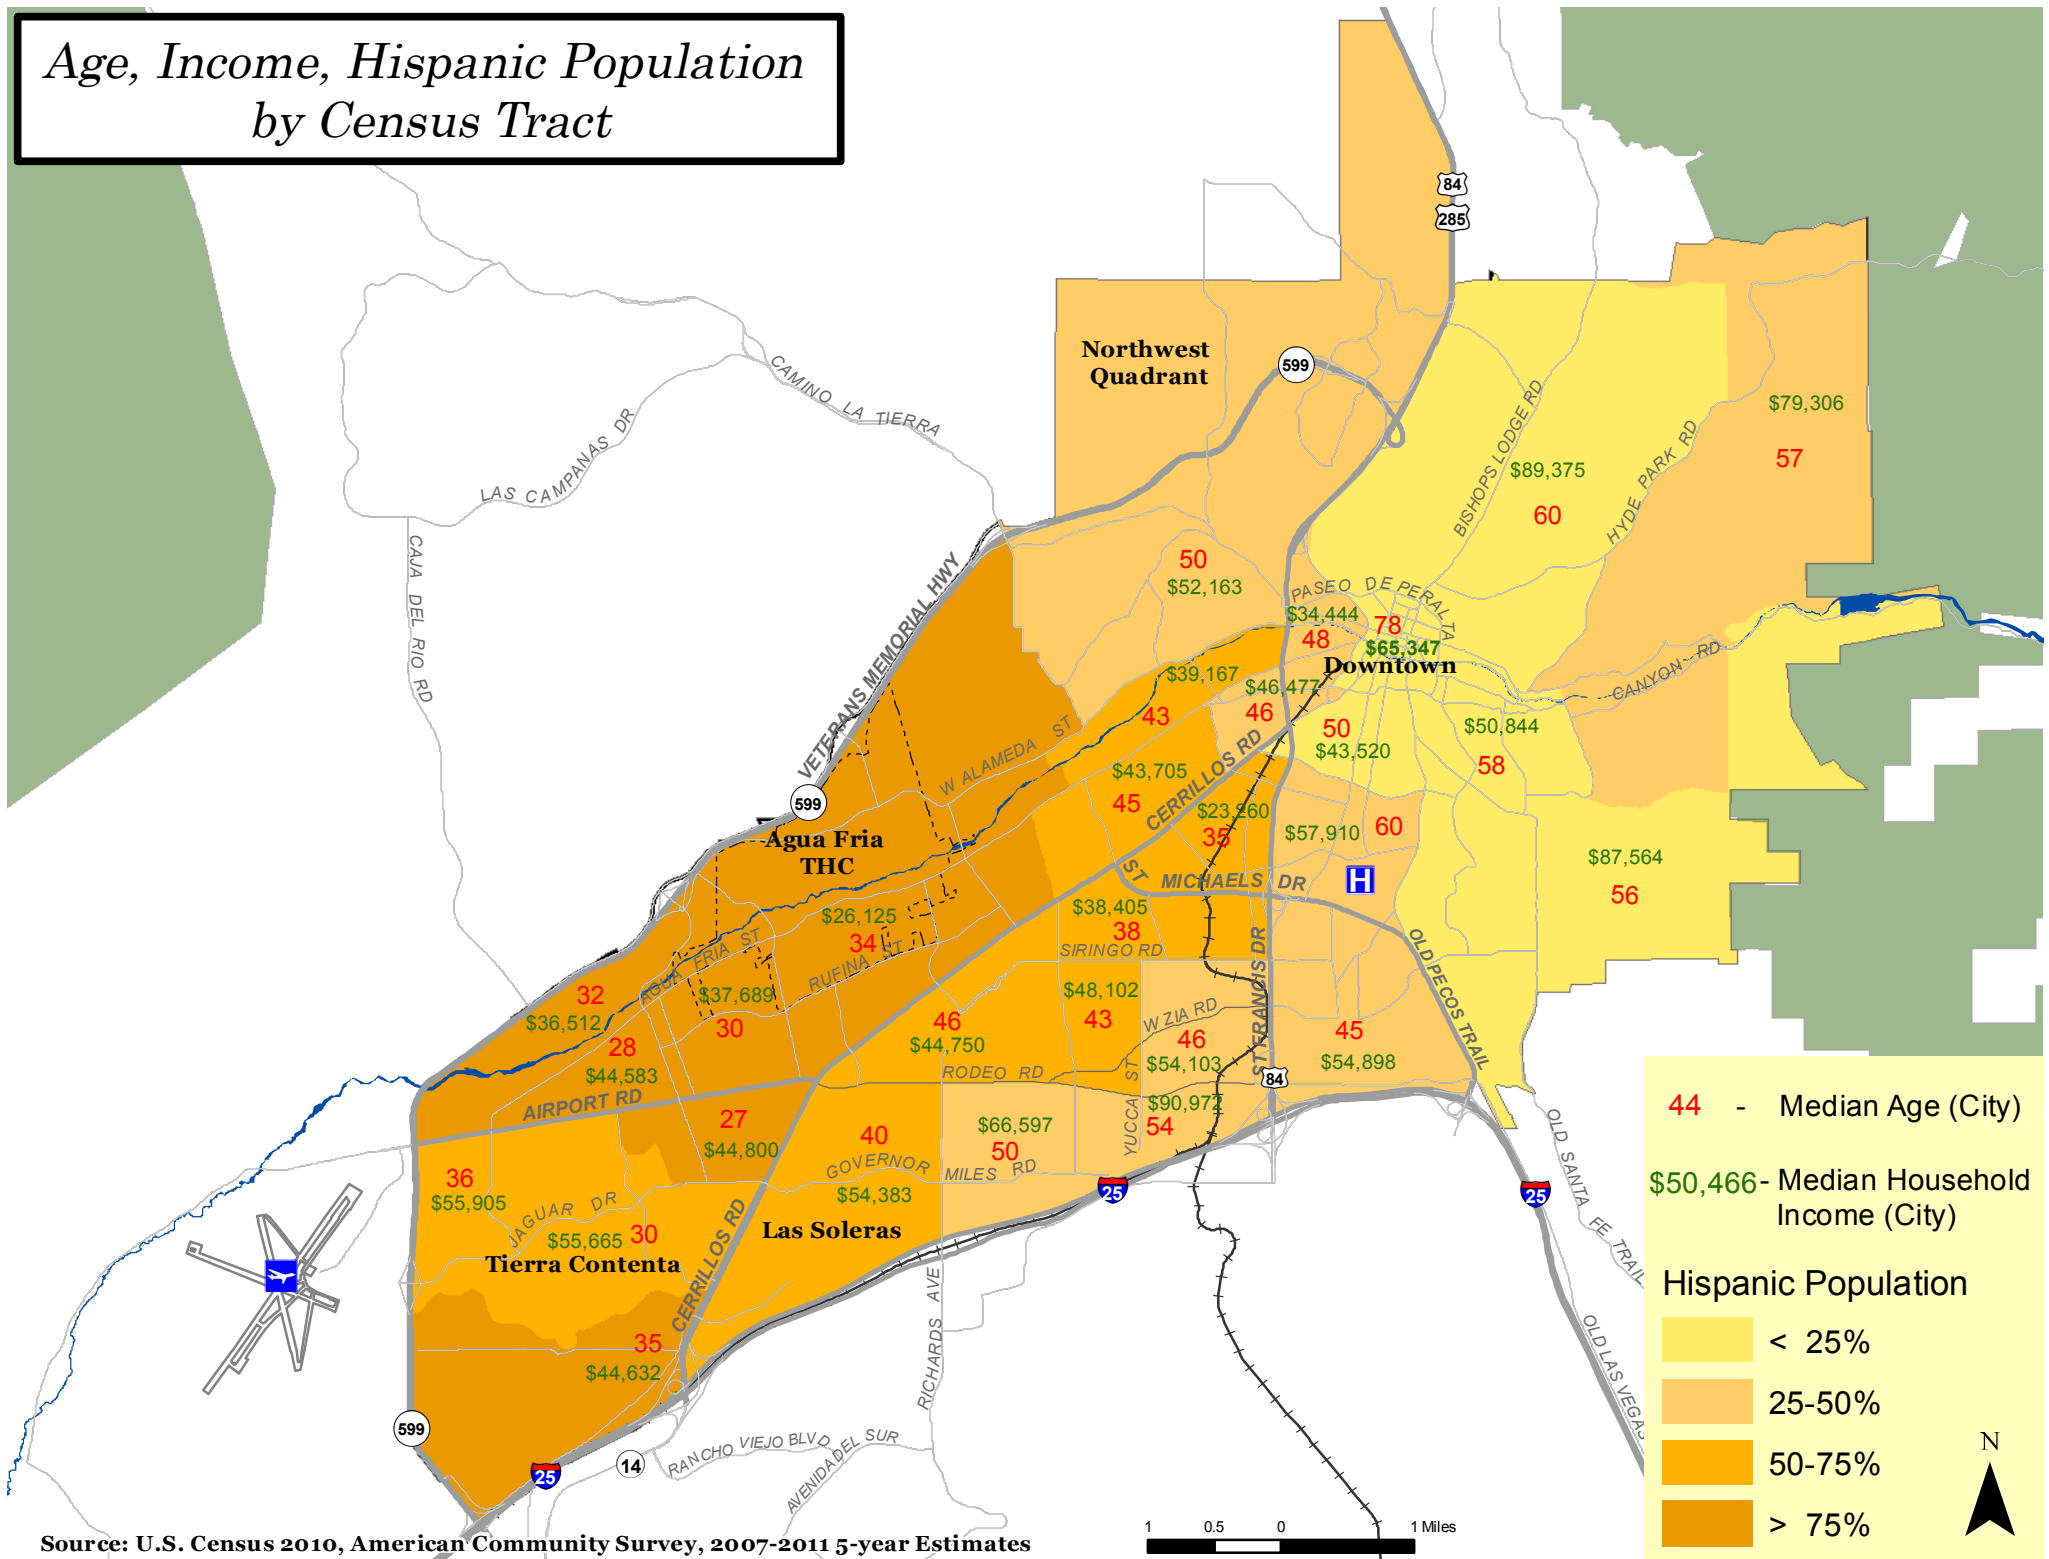 Age, Income, Hispanic Population
by Census Tract
84
285
Northwest
Quadrant
599
CAMINO LA TIERRA
LAS CAMPANAS DR
$79,306
57
BISHOPS LODGE RD
$89,375
60
HYDE PARK RD
CAJA DEL RIO RD
VETERANS MEMORIAL HWY
50
$52,163
PASEO DE PERALTA
$34,444
48
78
$65,347
Downtown
CANYON RD
$39,167
43
$46,477
46
50
$43,520
$50,844
58
W ALAMEDA ST
$43,705
45
CERRILLOS RD
$23,260
35
$57,910
60
599
Agua Fria
THC
$87,564
56
ST MICHAELS DR
H
$26,125
34
$38,405
38
SIRINGO RD
AGUA FRIA ST
RUFINA ST
ST FRANCIS DR
OLD PECOS TRAIL
32
$36,512
$37,689
30
28
$44,583
46
$44,750
$48,102
43
W ZIA RD
46
$54,103
45
$54,898
RODEO RD
84
AIRPORT RD
27
$44,800
40
$54,383
GOVERNOR MILES RD
$66,597
50
YUCCA ST
$90,972
54
25
25
36
$55,905
JAGUAR DR
$55,665
30
Tierra Contenta
Las Soleras
CERRILLOS RD
35
$44,632
RICHARDS AVE
599
25
14
RANCHO VIEJO BLVD
AVENIDA DEL SUR
OLD SANTA FE TRAIL
OLD LAS VEGAS
44 - Median Age (City)
$50,466 - Median Household
Income (City)
Hispanic Population
< 25%
25-50%
50-75%
> 75%
N
1 0.5 0 1 Miles
Source: U.S. Census 2010, American Community Survey, 2007-2011 5-year Estimates